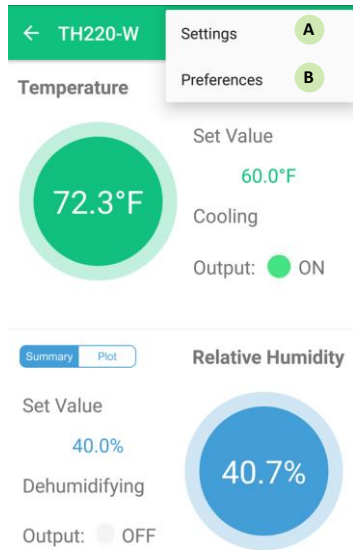 ← TH220-W
Settings A
Preferences B
Temperature
72.3°F
Set Value
60.0°F
Cooling
Output: ON
Summary Plot
Relative Humidity
Set Value
40.0%
Dehumidifying
Output: OFF
40.7%